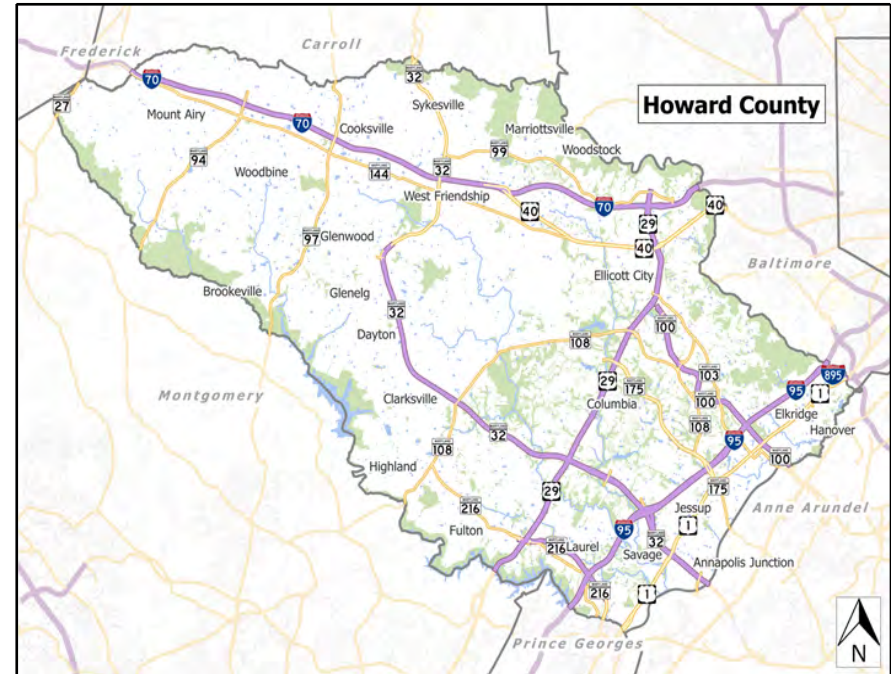 Carroll
Frederick
70
32
27
Mount Airy
Sykesville
Howard County
70
Cooksville
Marriottsville
99
Woodstock
94
Woodbine
144
32
West Friendship
40
70
40
29
97
Glenwood
40
Ellicott City
Baltimore
Brookeville
Glenelg
32
Dayton
100
108
Montgomery
Clarksville
29
175
Columbia
103
100
95
895
1
Elkridge
108
32
108
95
Hanover
100
Highland
29
175
216
Jessup
Anne Arundel
Fulton
95
1
216
Laurel
Savage
32
Annapolis Junction
216
1
Prince Georges
N